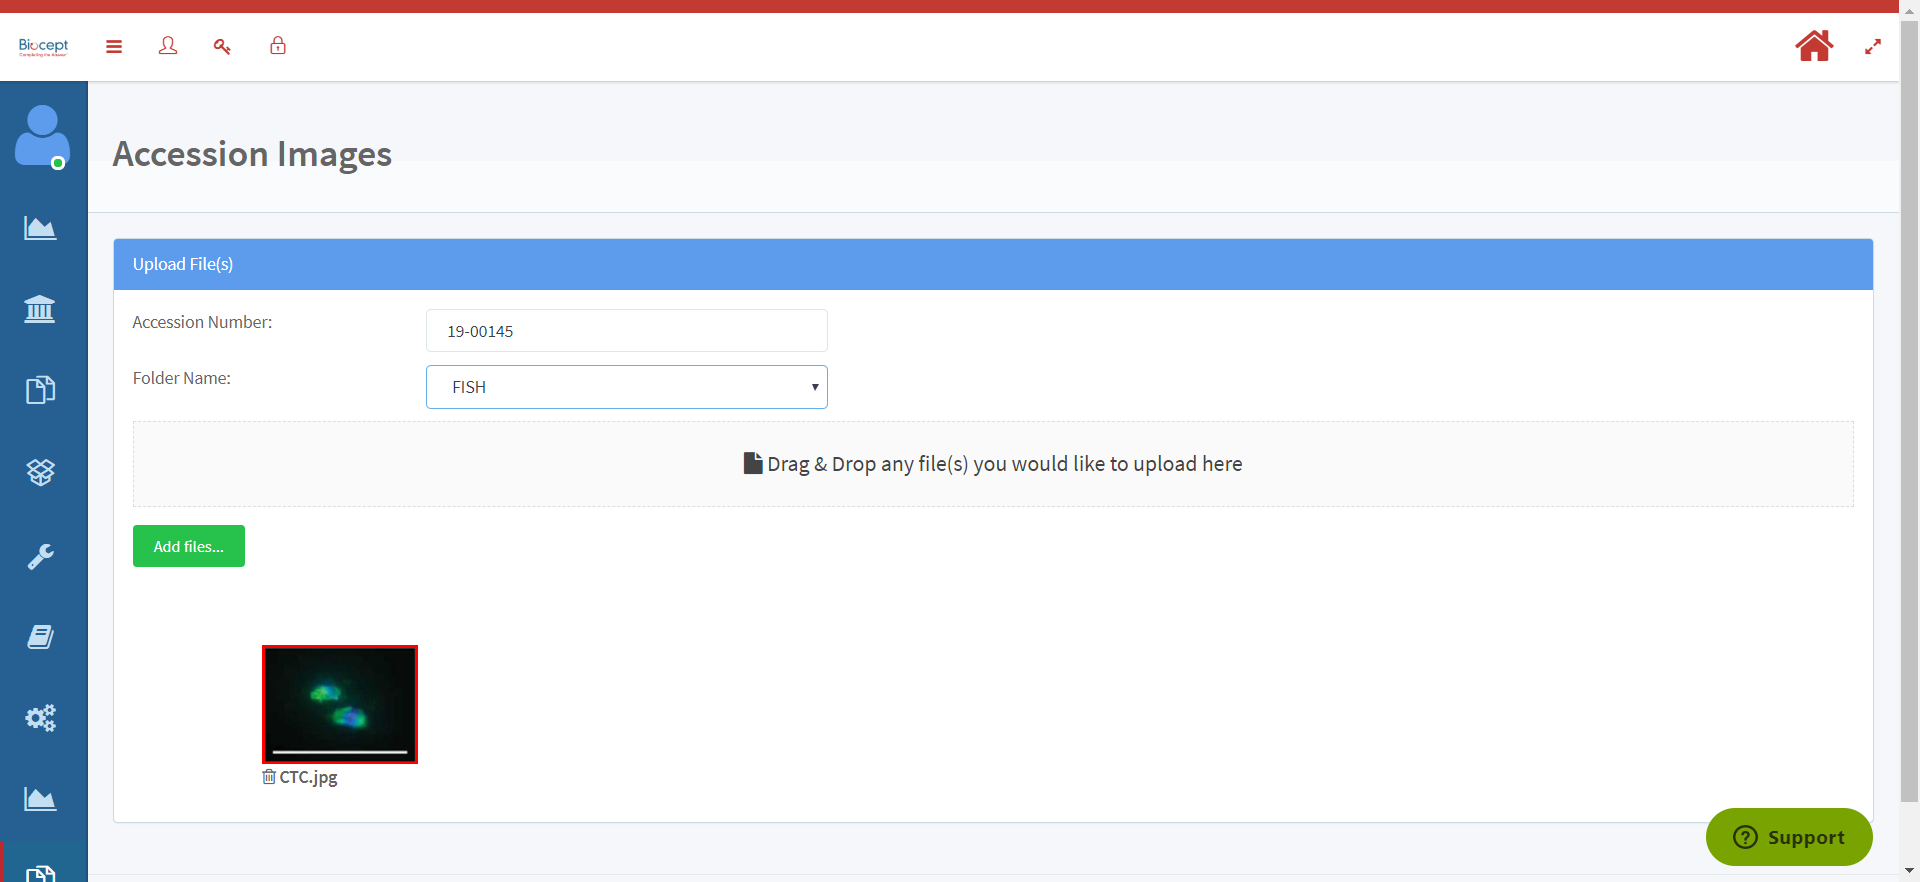 Biocept
Accession Images
Upload File(s)
Accession Number:
19-00145
Folder Name:
FISH
Drag & Drop any file(s) you would like to upload here
Add files...
CTC.jpg
Support